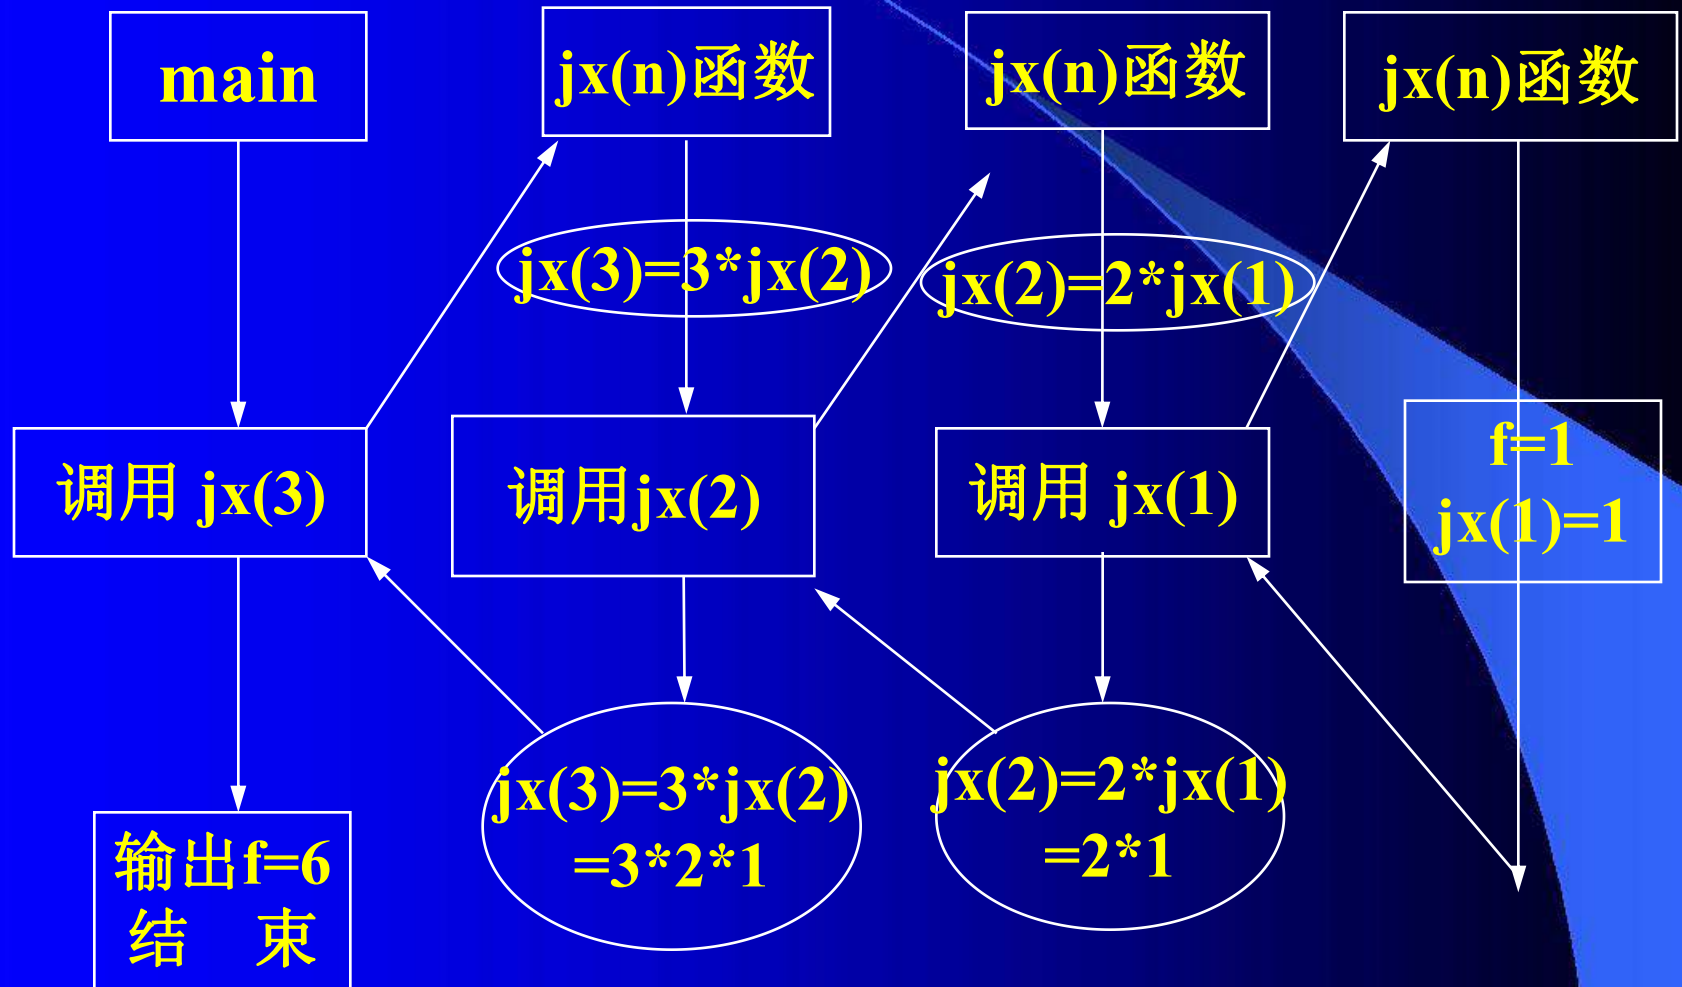 main
jx(n)函数
jx(n)函数
jx(n)函数
jx(3)=3*jx(2)
jx(2)=2*jx(1)
调用 jx(3)
调用jx(2)
调用 jx(1)
f=1
jx(1)=1
输出f=6
结 束
jx(3)=3*jx(2)
=3*2*1
jx(2)=2*jx(1)
=2*1